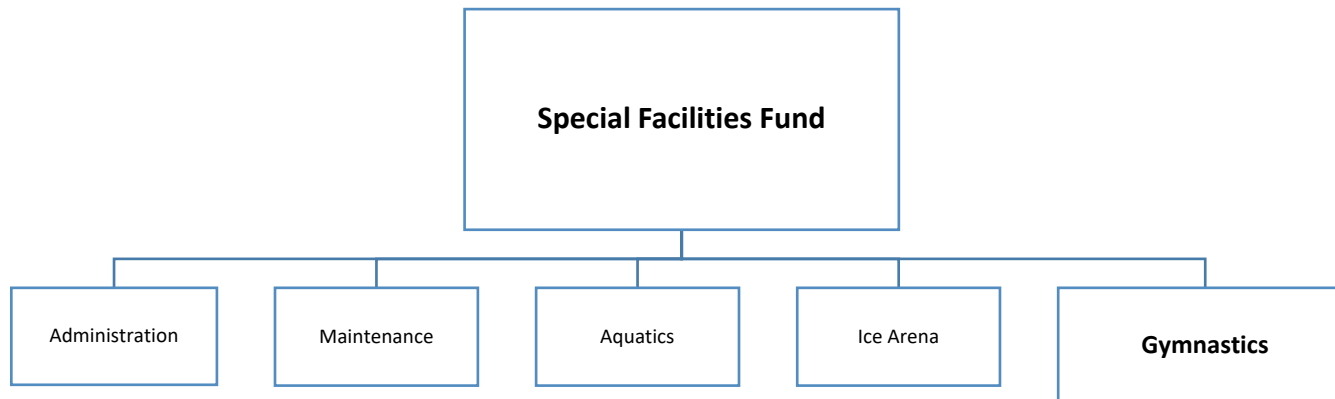 Special Facilities Fund
Administration
Maintenance
Aquatics
Ice Arena
Gymnastics